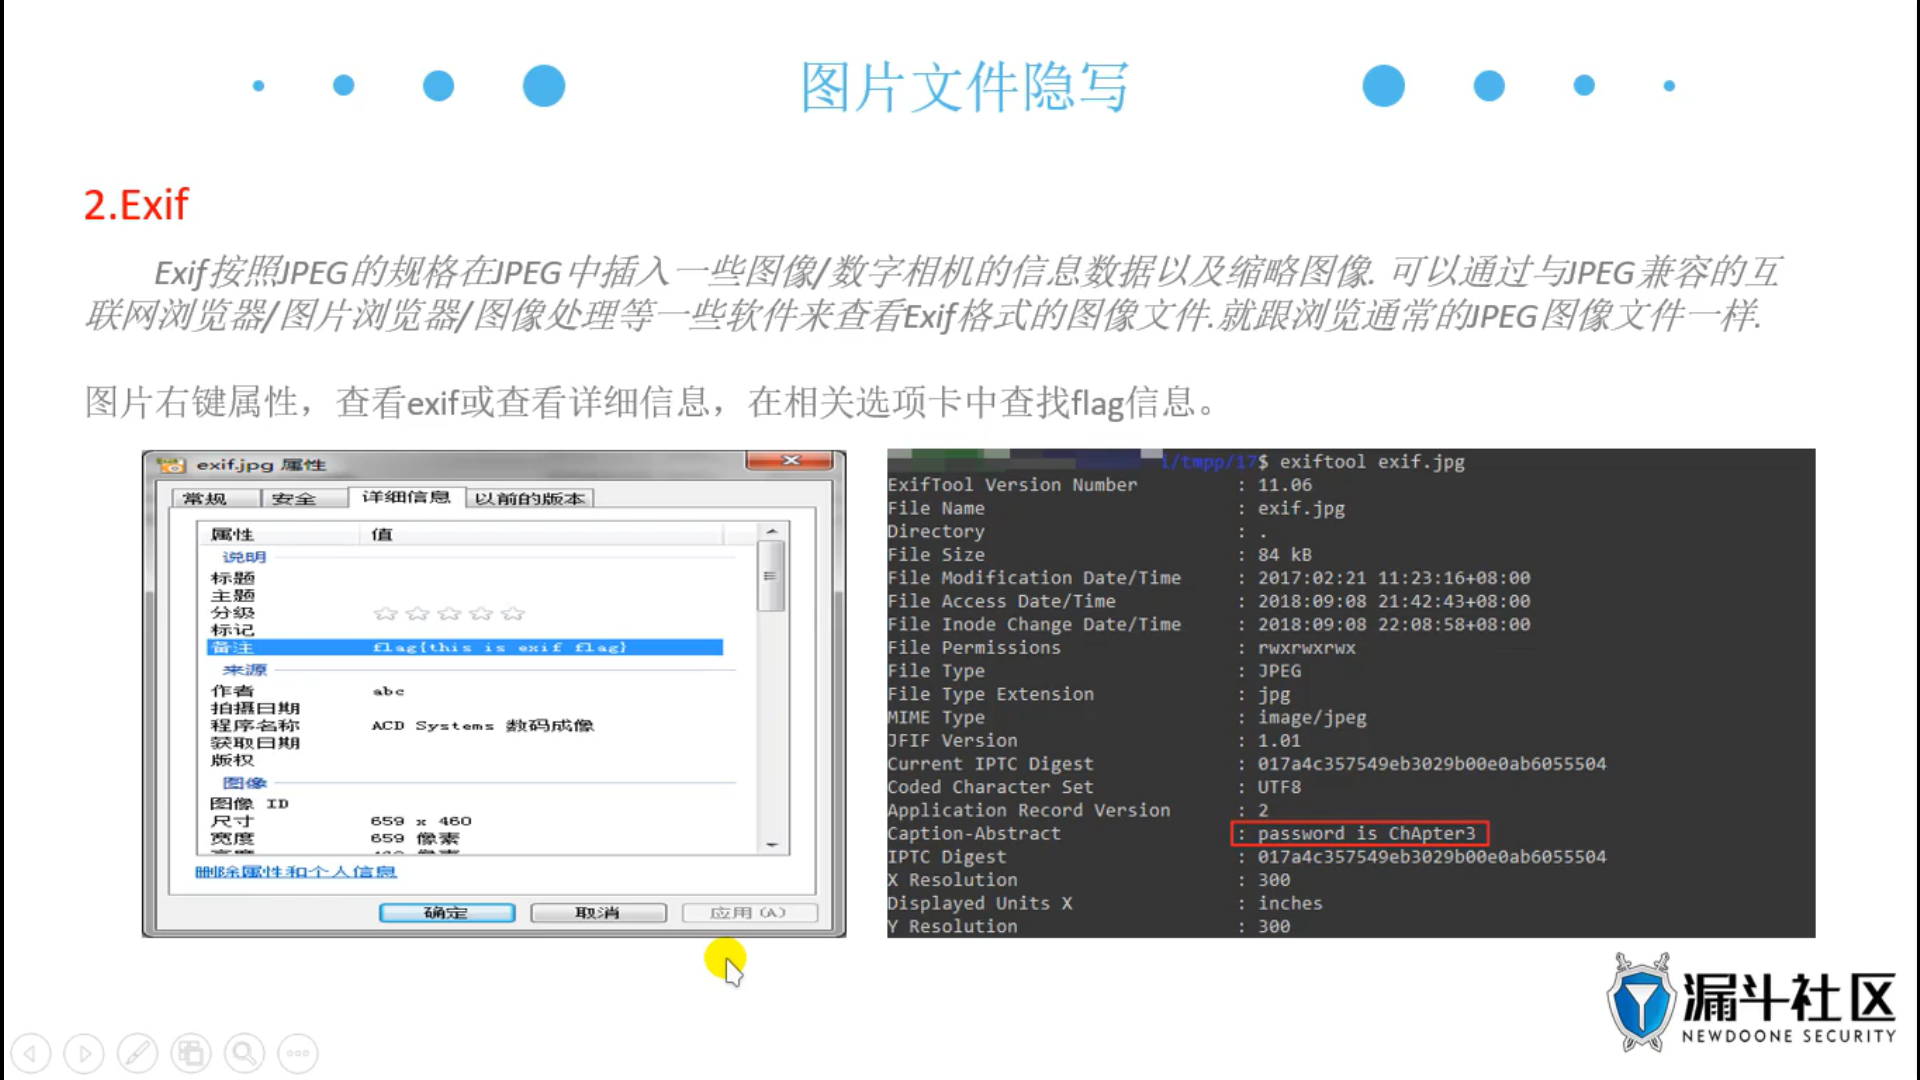 图片文件隐写
2.Exif
Exif按照JPEG的规格在JPEG中插入一些图像/数字相机的信息数据以及缩略图像. 可以通过与JPEG兼容的互
联网浏览器/图片浏览器/图像处理等一些软件来查看Exif格式的图像文件.就跟浏览通常的JPEG图像文件一样.
图片右键属性，查看exif或查看详细信息，在相关选项卡中查找flag信息。
exif.jpg 属性
常规 安全 详细信息 以前的版本
属性 值
说明
标题
主题
分级
标记
备注 flag{this is exif flag}
来源
作者 abc
拍摄日期
程序名称 ACD Systems 数码成像
获取日期
版权
图像
图像 ID
尺寸 659 x 460
宽度 659 像素
删除属性和个人信息
确定 取消 应用(A)
i/tmpp/17$ exiftool exif.jpg
ExifTool Version Number : 11.06
File Name : exif.jpg
Directory : .
File Size : 84 kB
File Modification Date/Time : 2017:02:21 11:23:16+08:00
File Access Date/Time : 2018:09:08 21:42:43+08:00
File Inode Change Date/Time : 2018:09:08 22:08:58+08:00
File Permissions : rwxrwxrwx
File Type : JPEG
File Type Extension : jpg
MIME Type : image/jpeg
JFIF Version : 1.01
Current IPTC Digest : 017a4c357549eb3029b00e0ab6055504
Coded Character Set : UTF8
Application Record Version : 2
Caption-Abstract : password is ChApter3
IPTC Digest : 017a4c357549eb3029b00e0ab6055504
X Resolution : 300
Displayed Units X : inches
Y Resolution : 300
漏斗社区
NEWDOONE SECURITY